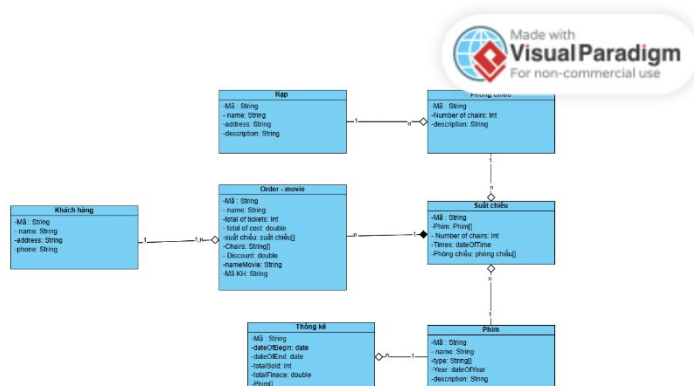 Made with
Visual Paradigm
For non-commercial use
Rạp
-Mã : String
- name: String
-address: String
-description: String
Phòng chiếu
-Mã : String
-Number of chairs: Int
-description: String
1
n
1
n
Khách hàng
-Mã : String
- name: String
-address: String
-phone: String
1
1,n
Order - movie
-Mã : String
- name: String
-total of tickets: Int
- total of cost: double
-suất chiếu: suất chiếu[]
-Chairs: String[]
- Discount: double
-nameMovie: String
-Mã KH: String
n
1
Suất chiếu
-Mã : String
-Phim: Phim[]
- Number of chairs: Int
-Times: dateOfTime
-Phòng chiếu: phòng chiếu[]
n
1
Thống kê
-Mã : String
-dateOfBegin: date
-dateOfEnd: date
-totalSold: Int
-totalFinace: double
-Phim[]
n
1
Phim
-Mã : String
- name: String
-type: String[]
-Year: dateOfYear
-description: String